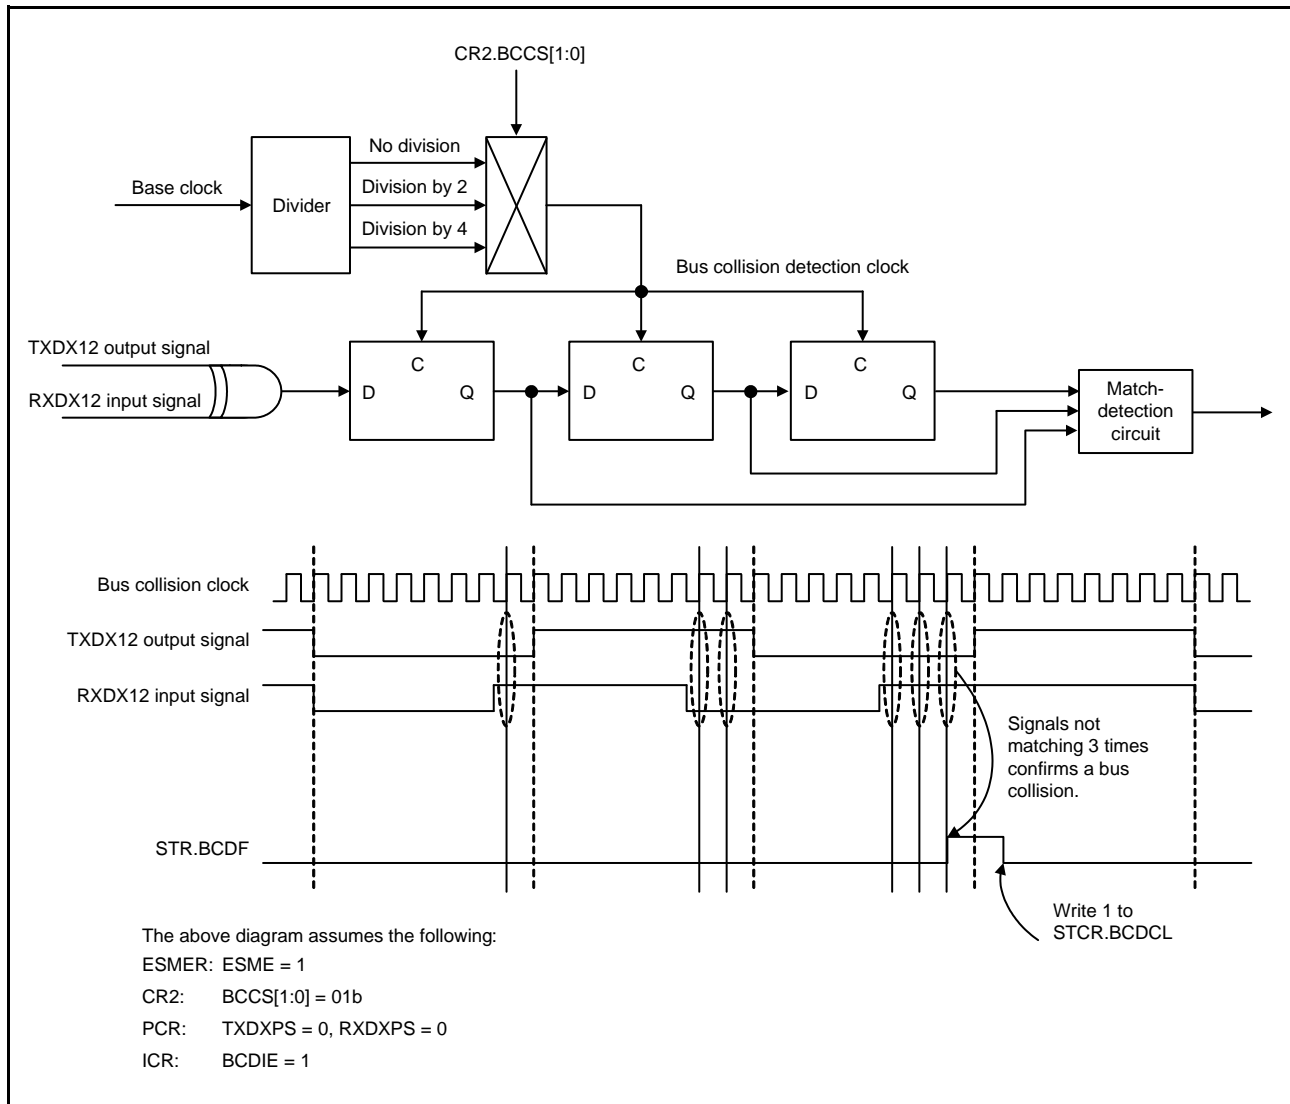 CR2.BCCS[1:0]
No division
Base clock
Divider
Division by 2
Division by 4
Bus collision detection clock
TXDX12 output signal
RXDX12 input signal
C
D
Q
C
D
Q
C
D
Q
Match-
detection
circuit
Bus collision clock
TXDX12 output signal
RXDX12 input signal
Signals not
matching 3 times
confirms a bus
collision.
STR.BCDF
Write 1 to
STCR.BCDCL
The above diagram assumes the following:
ESMER: ESME = 1
CR2: BCCS[1:0] = 01b
PCR: TXDXPS = 0, RXDXPS = 0
ICR: BCDIE = 1